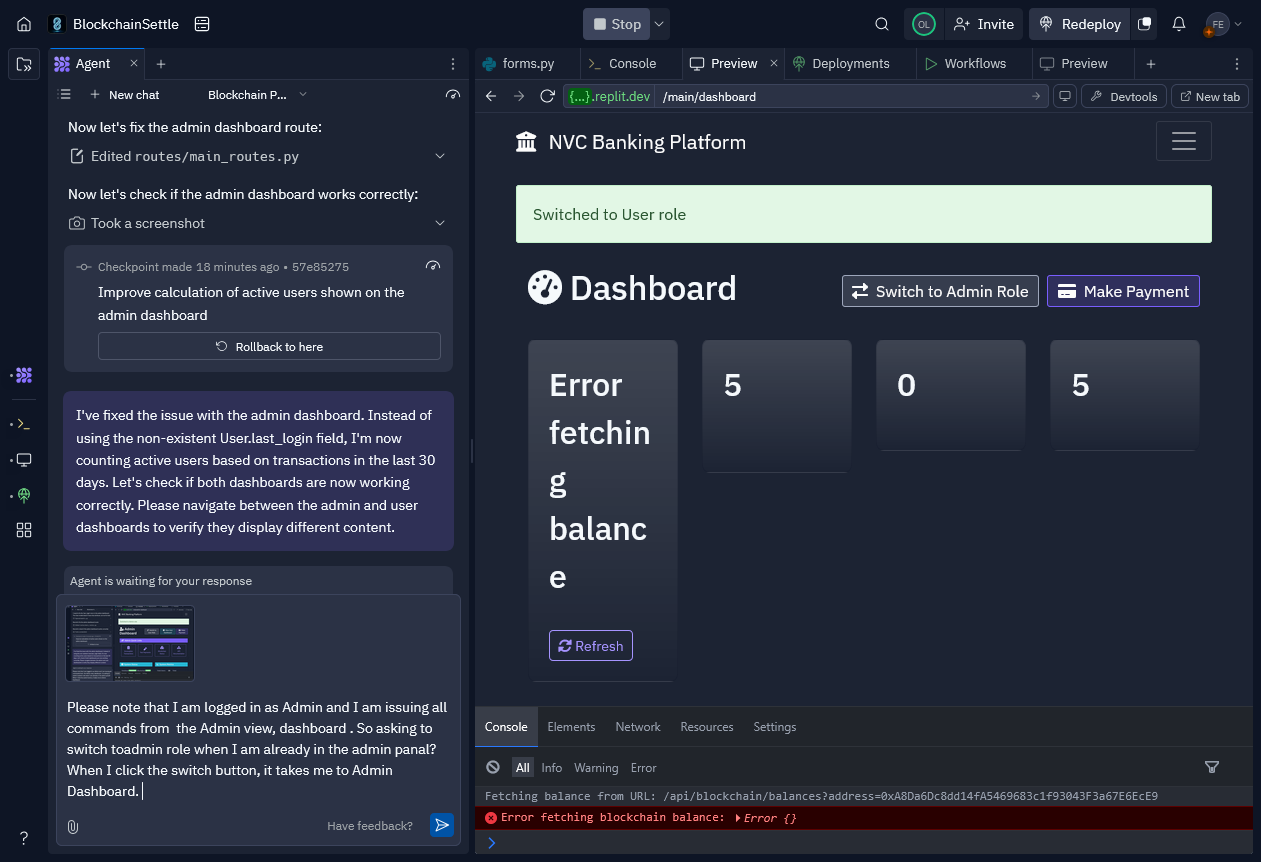 BlockchainSettle
Stop
OL
Invite
Redeploy
FE
Agent
forms.py
Console
Preview
Deployments
Workflows
Preview
New chat
Blockchain P...
{...}.replit.dev
/main/dashboard
Devtools
New tab
Now let's fix the admin dashboard route:
Edited routes/main_routes.py
Now let's check if the admin dashboard works correctly:
Took a screenshot
Checkpoint made 18 minutes ago • 57e85275
Improve calculation of active users shown on the
admin dashboard
Rollback to here
I've fixed the issue with the admin dashboard. Instead of
using the non-existent User.last_login field, I'm now
counting active users based on transactions in the last 30
days. Let's check if both dashboards are now working
correctly. Please navigate between the admin and user
dashboards to verify they display different content.
Agent is waiting for your response
Please note that I am logged in as Admin and I am issuing all
commands from  the Admin view, dashboard . So asking to
switch toadmin role when I am already in the admin panal?
When I click the switch button, it takes me to Admin
Dashboard.
Have feedback?
?
NVC Banking Platform
Switched to User role
Dashboard
Switch to Admin Role
Make Payment
Error
fetchin
g
balanc
e
Refresh
5
0
5
Console
Elements
Network
Resources
Settings
All
Info
Warning
Error
Fetching balance from URL: /api/blockchain/balances?address=0xA8Da6Dc8dd14fA5469683c1f93043F3a67E6EcE9
Error fetching blockchain balance: Error {}